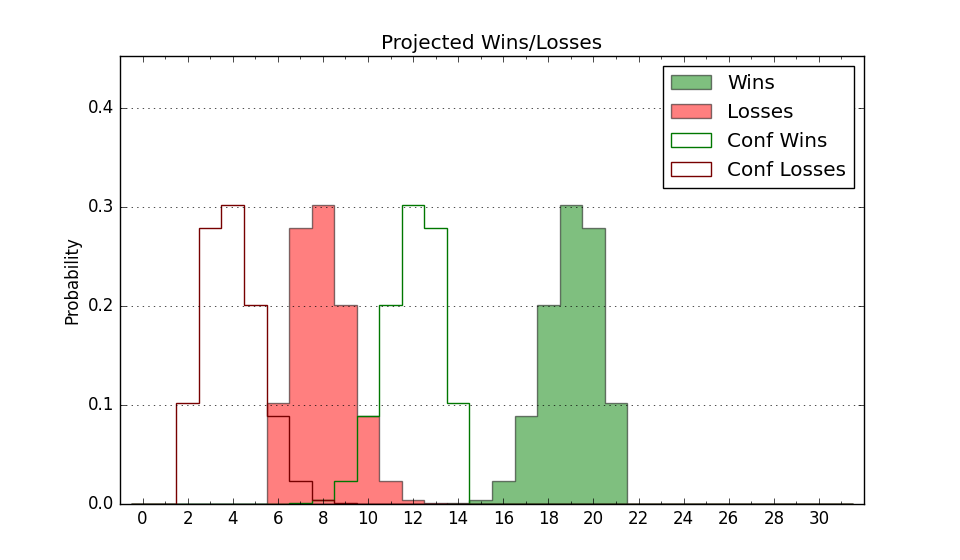 Projected Wins/Losses
Wins
Losses
Conf Wins
Conf Losses
Probability
0.4
0.3
0.2
0.1
0.0
0 2 4 6 8 10 12 14 16 18 20 22 24 26 28 30